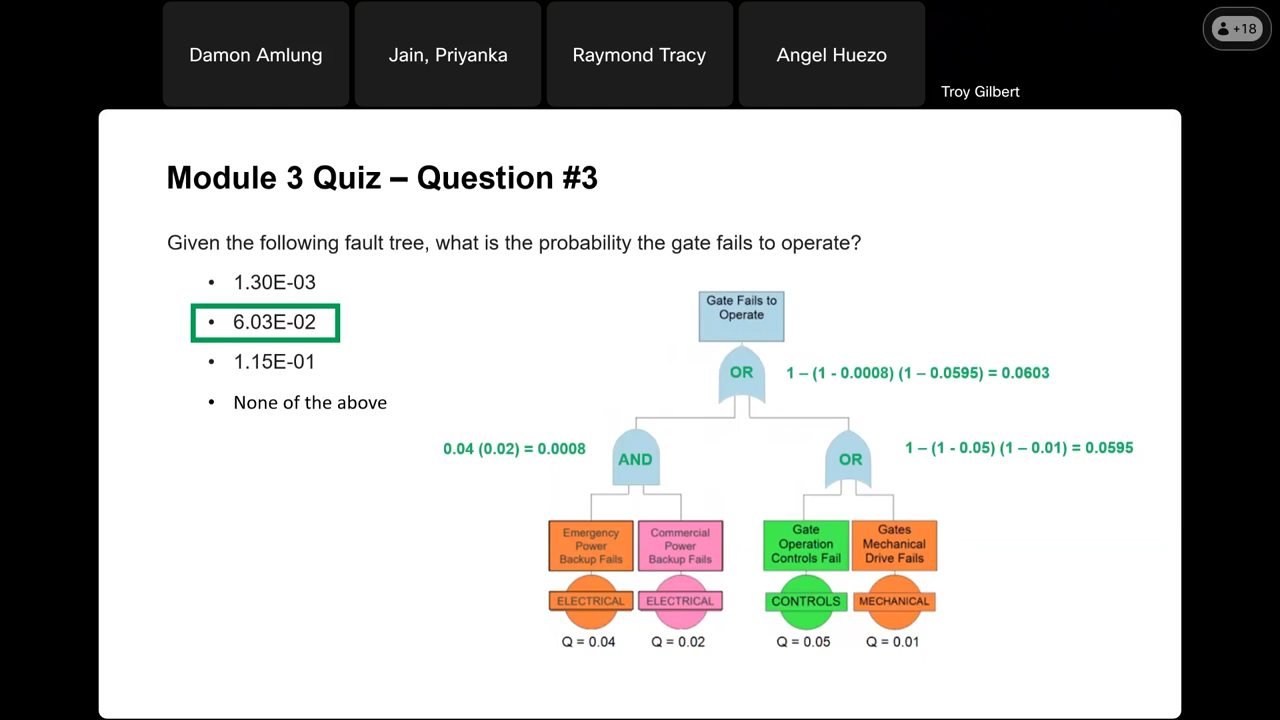 Damon Amlung
Jain, Priyanka
Raymond Tracy
Angel Huezo
+18
Troy Gilbert
Module 3 Quiz – Question #3
Given the following fault tree, what is the probability the gate fails to operate?
• 1.30E-03
• 6.03E-02
• 1.15E-01
• None of the above
Gate Fails to
Operate
OR
1 – (1 - 0.0008) (1 – 0.0595) = 0.0603
0.04 (0.02) = 0.0008
AND
OR
1 – (1 - 0.05) (1 – 0.01) = 0.0595
Emergency
Power
Backup Fails
Commercial
Power
Backup Fails
Gate
Operation
Controls Fail
Gates
Mechanical
Drive Fails
ELECTRICAL
ELECTRICAL
CONTROLS
MECHANICAL
Q = 0.04
Q = 0.02
Q = 0.05
Q = 0.01